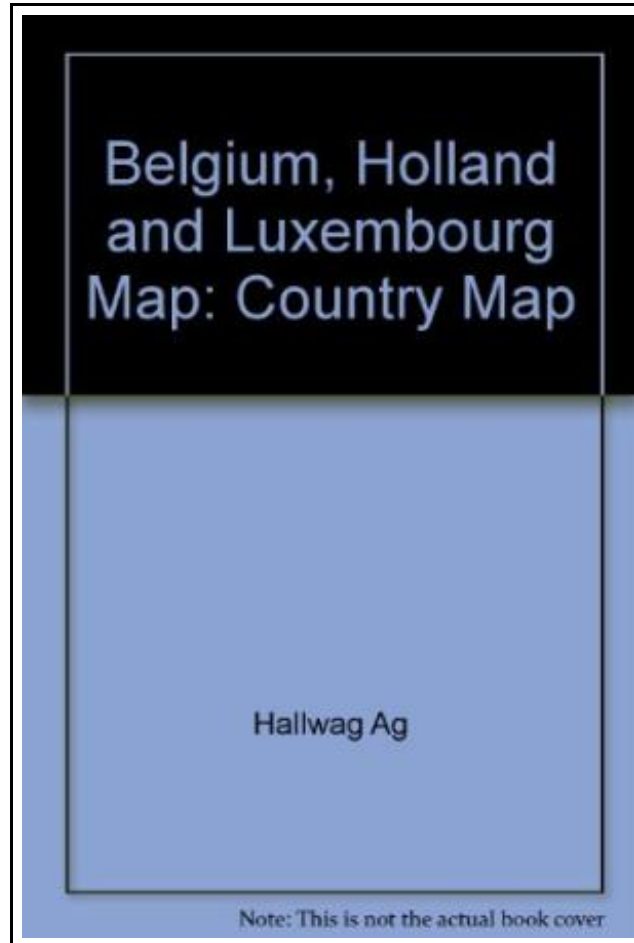 Belgium, Holland
and Luxembourg
Map: Country Map
Hallwag Ag
Note: This is not the actual book cover